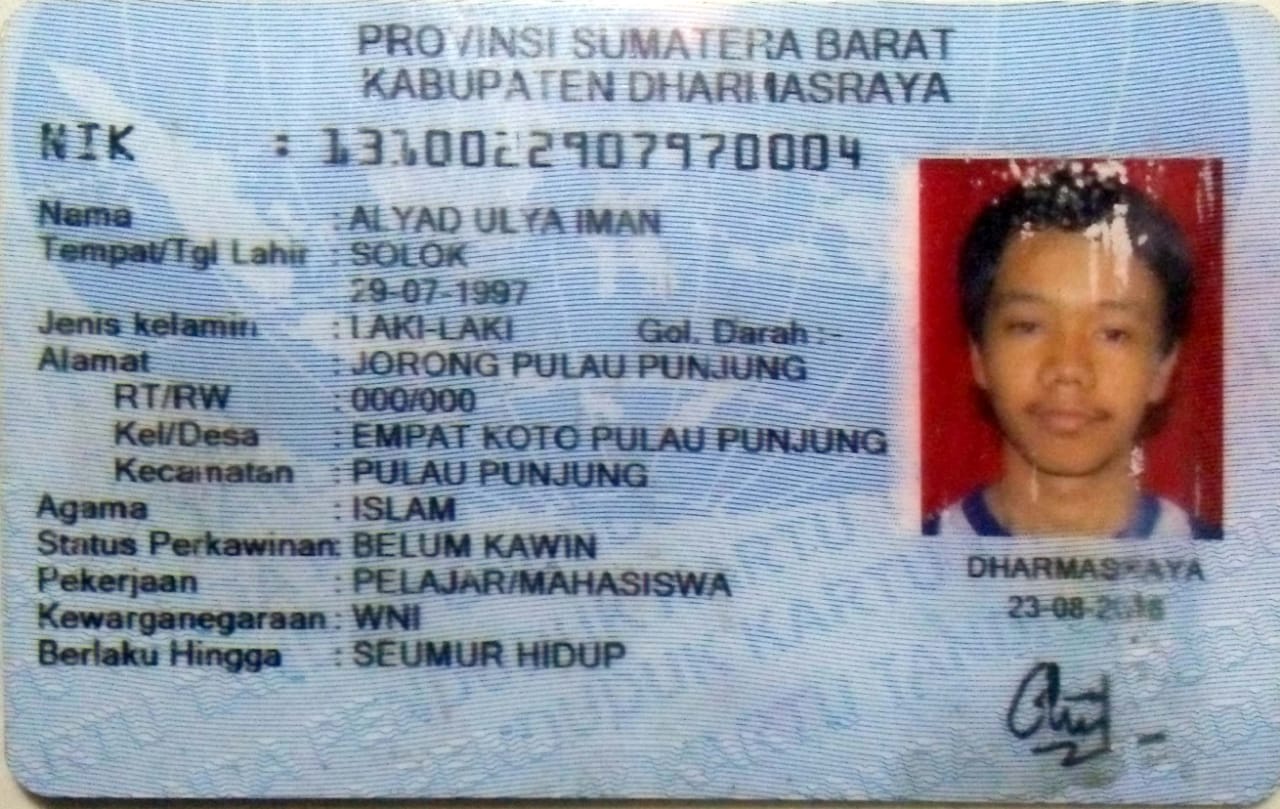 PROVINSI SUMATERA BARAT
KABUPATEN DHARMASRAYA
NIK : 1310022907970004
Nama : ALYAD ULYA IMAN
Tempat/Tgl Lahir : SOLOK
29-07-1997
Jenis kelamin : LAKI-LAKI Gol. Darah :-
Alamat : JORONG PULAU PUNJUNG
RT/RW : 000/000
Kel/Desa : EMPAT KOTO PULAU PUNJUNG
Kecamatan : PULAU PUNJUNG
Agama : ISLAM
Status Perkawinan: BELUM KAWIN
Pekerjaan : PELAJAR/MAHASISWA
Kewarganegaraan : WNI
Berlaku Hingga : SEUMUR HIDUP
DHARMASRAYA